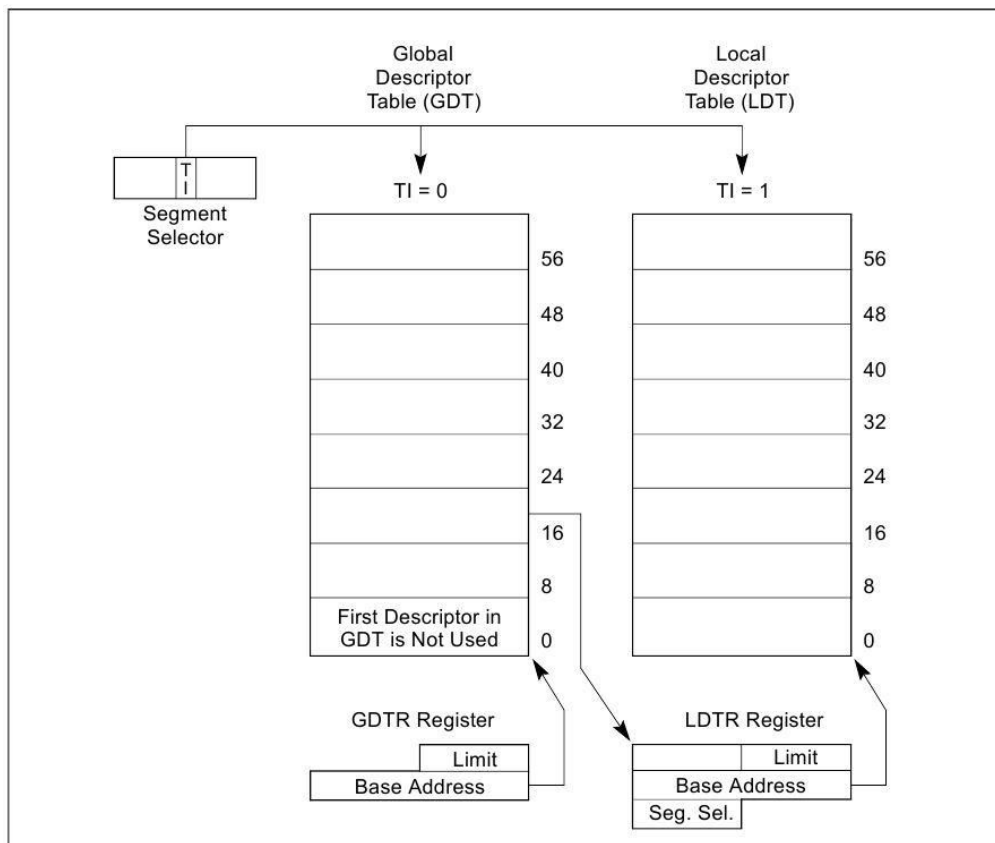 Global
Descriptor
Table (GDT)
Local
Descriptor
Table (LDT)
T
I
Segment
Selector
TI = 0
TI = 1
56
48
40
32
24
16
8
First Descriptor in
GDT is Not Used
0
56
48
40
32
24
16
8
0
GDTR Register
Limit
Base Address
LDTR Register
Limit
Base Address
Seg. Sel.